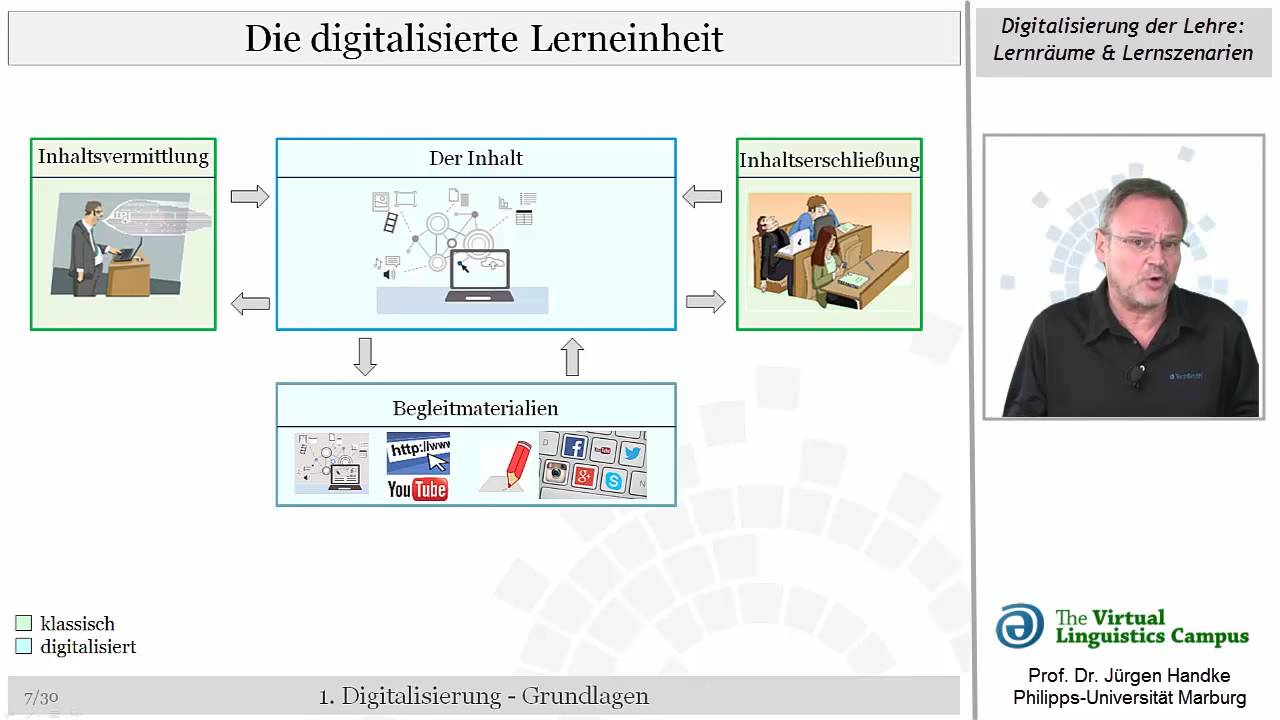 Die digitalisierte Lerneinheit
Digitalisierung der Lehre:
Lernräume & Lernszenarien
Inhaltsvermittlung
Der Inhalt
Inhaltserschließung
Begleitmaterialien
http://www
YouTube
TechSmith
klassisch
digitalisiert
The Virtual
Linguistics Campus
Prof. Dr. Jürgen Handke
Philipps-Universität Marburg
7/30
1. Digitalisierung - Grundlagen